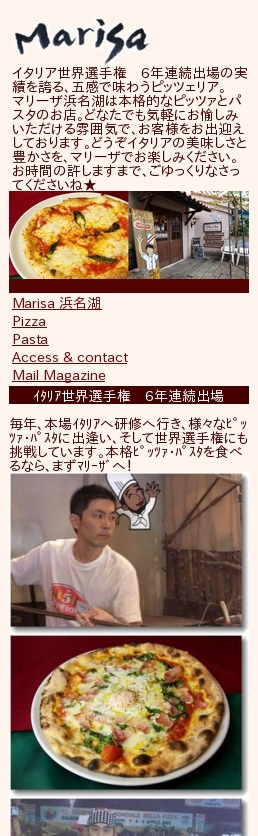 Marisa
イタリア世界選手権　6年連続出場の実
績を誇る、五感で味わうピッツェリア。
マリーザ浜名湖は本格的なピッツァとパ
スタのお店。どなたでも気軽にお愉しみ
いただける雰囲気で、お客様をお出迎え
しております。どうぞイタリアの美味しさと
豊かさを、マリーザでお楽しみください。
お時間の許しますまで、ごゆっくりなさっ
てくださいね★
Marisa 浜名湖
Pizza
Pasta
Access & contact
Mail Magazine
ｲﾀﾘｱ世界選手権　6年連続出場
毎年、本場ｲﾀﾘｱへ研修へ行き、様々なﾋﾟｯ
ﾂｧ・ﾊﾟｽﾀに出逢い、そして世界選手権にも
挑戦しています。本格ﾋﾟｯﾂｧ・ﾊﾟｽﾀを食べ
るなら、まずﾏﾘｰｻﾞへ！